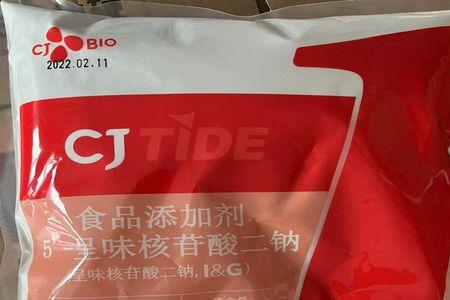 CJ BIO
2022.02.11
CJ TIDE
食品添加剂
5' 呈味核苷酸二钠
呈味核苷酸二钠, I&G)